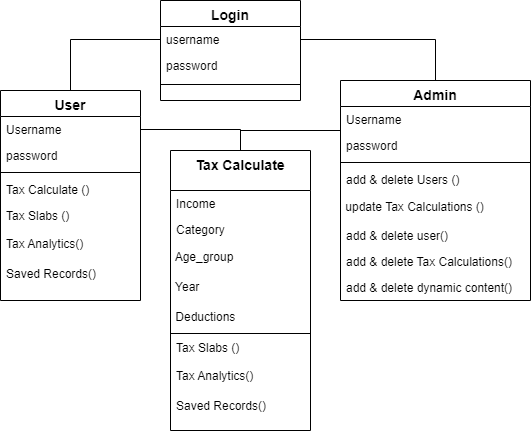 Login
username
password
User
Username
password
Tax Calculate ()
Tax Slabs ()
Tax Analytics()
Saved Records()
Tax Calculate
Income
Category
Age_group
Year
Deductions
Tax Slabs ()
Tax Analytics()
Saved Records()
Admin
Username
password
add & delete Users ()
update Tax Calculations ()
add & delete user()
add & delete Tax Calculations()
add & delete dynamic content()